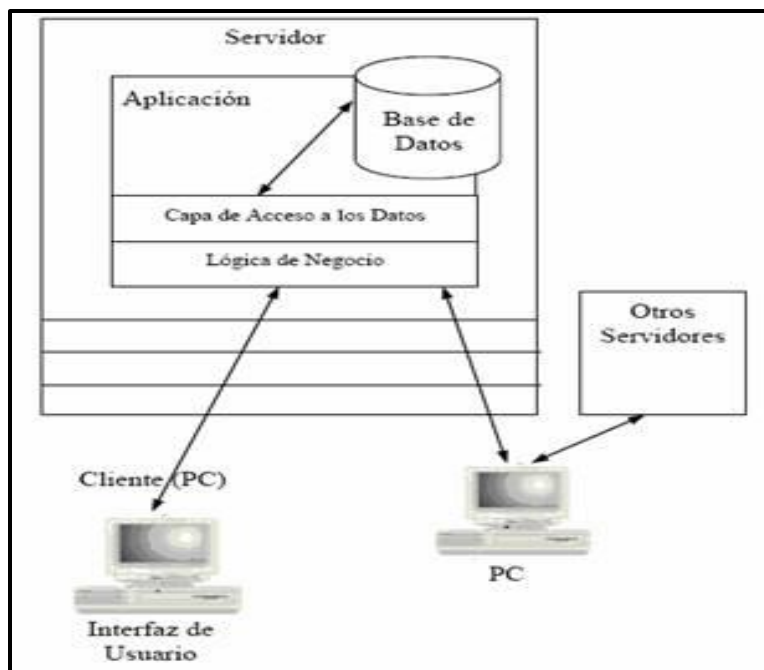 Servidor
Aplicación
Base de
Datos
Capa de Acceso a los Datos
Lógica de Negocio
Otros
Servidores
Cliente (PC)
PC
Interfaz de
Usuario